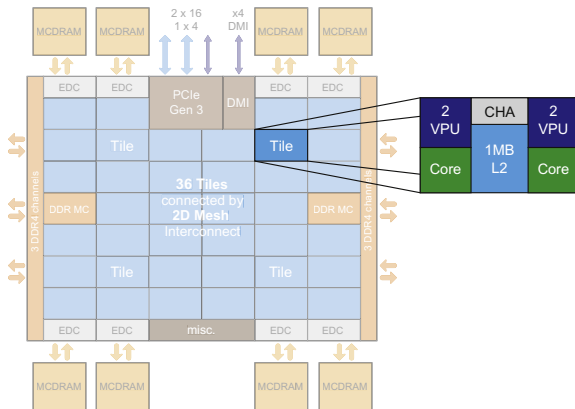 2 x 16
1 x 4
x4
DMI
MCDRAM
MCDRAM
MCDRAM
MCDRAM
EDC
EDC
PCIe
Gen 3
DMI
EDC
EDC
Tile
Tile
2
VPU
CHA
2
VPU
1MB
L2
Core
Core
36 Tiles
connected by
2D Mesh
Interconnect
3 DDR4 channels
DDR MC
DDR MC
3 DDR4 channels
Tile
Tile
EDC
EDC
misc.
EDC
EDC
MCDRAM
MCDRAM
MCDRAM
MCDRAM